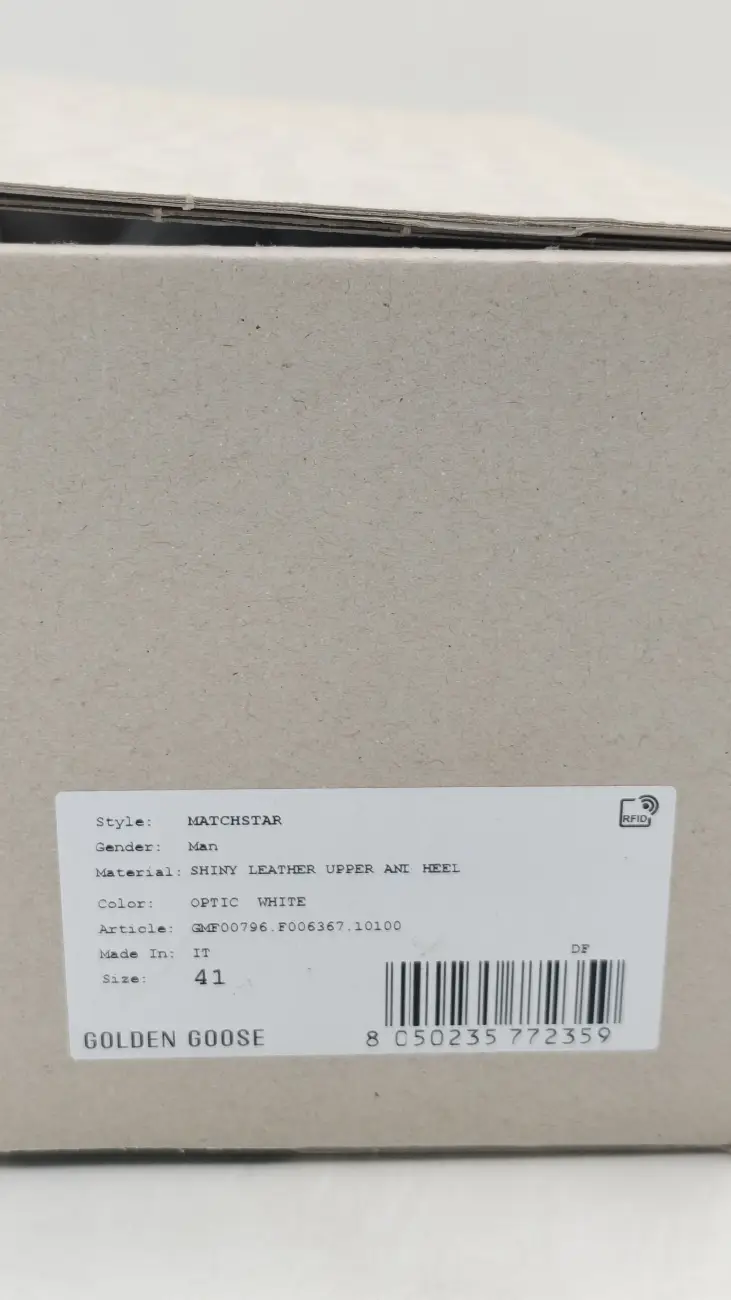 RFID
Style: MATCHSTAR
Gender: Man
Material: SHINY LEATHER UPPER AND HEEL
Color: OPTIC WHITE
Article: GMF00796.F006367.10100
Made In: IT
DF
Size: 41
GOLDEN GOOSE
8 050235 772359